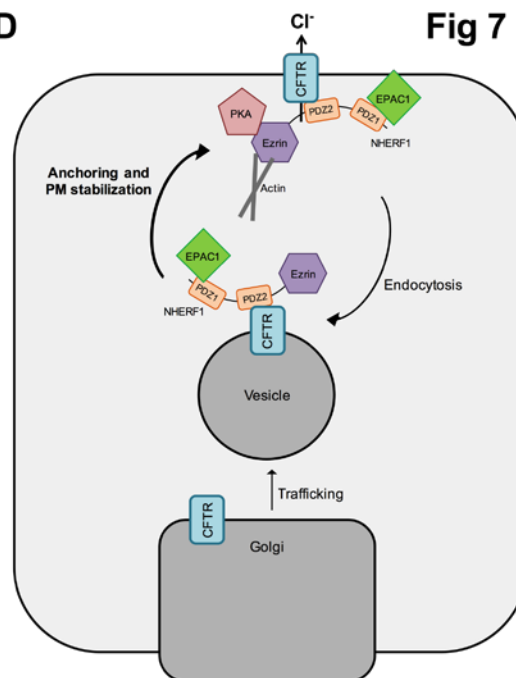 D
Fig 7
Cl-
CFTR
PKA
PDZ2
PDZ1
EPAC1
Ezrin
NHERF1
Actin
Anchoring and
PM stabilization
EPAC1
Ezrin
PDZ1
PDZ2
NHERF1
Endocytosis
CFTR
Vesicle
Trafficking
CFTR
Golgi